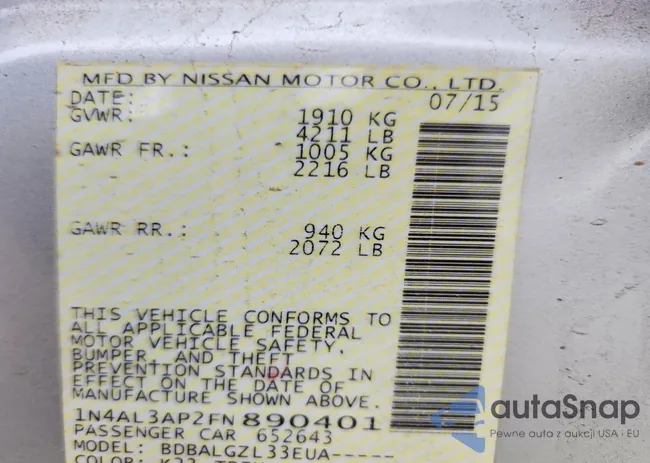 MFD BY NISSAN MOTOR CO., LTD.
DATE: 07/15
GVWR: 1910 KG
4211 LB
GAWR FR.: 1005 KG
2216 LB
GAWR RR.: 940 KG
2072 LB
THIS VEHICLE CONFORMS TO
ALL APPLICABLE FEDERAL
MOTOR VEHICLE SAFETY,
BUMPER, AND THEFT
PREVENTION STANDARDS IN
EFFECT ON THE DATE OF
MANUFACTURE SHOWN ABOVE.
1N4AL3AP2FN890401
PASSENGER CAR 652643
MODEL: BDBALGZL33EUA-----
COLOR: K23
autoSnap
Pewne auta z aukcji USA i EU